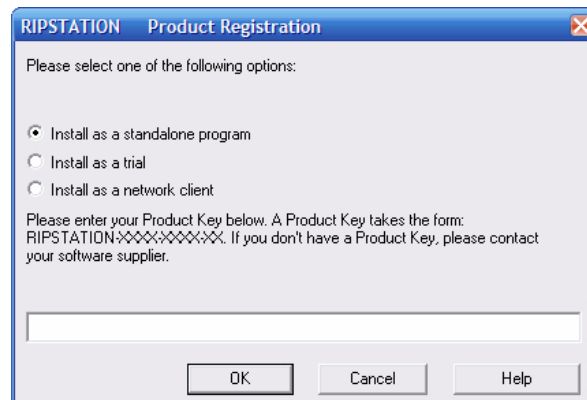 RIPSTATION Product Registration
Please select one of the following options:
Install as a standalone program
Install as a trial
Install as a network client
Please enter your Product Key below. A Product Key takes the form:
RIPSTATION-XXXX-XXXX-XX. If you don't have a Product Key, please contact
your software supplier.
OK Cancel Help